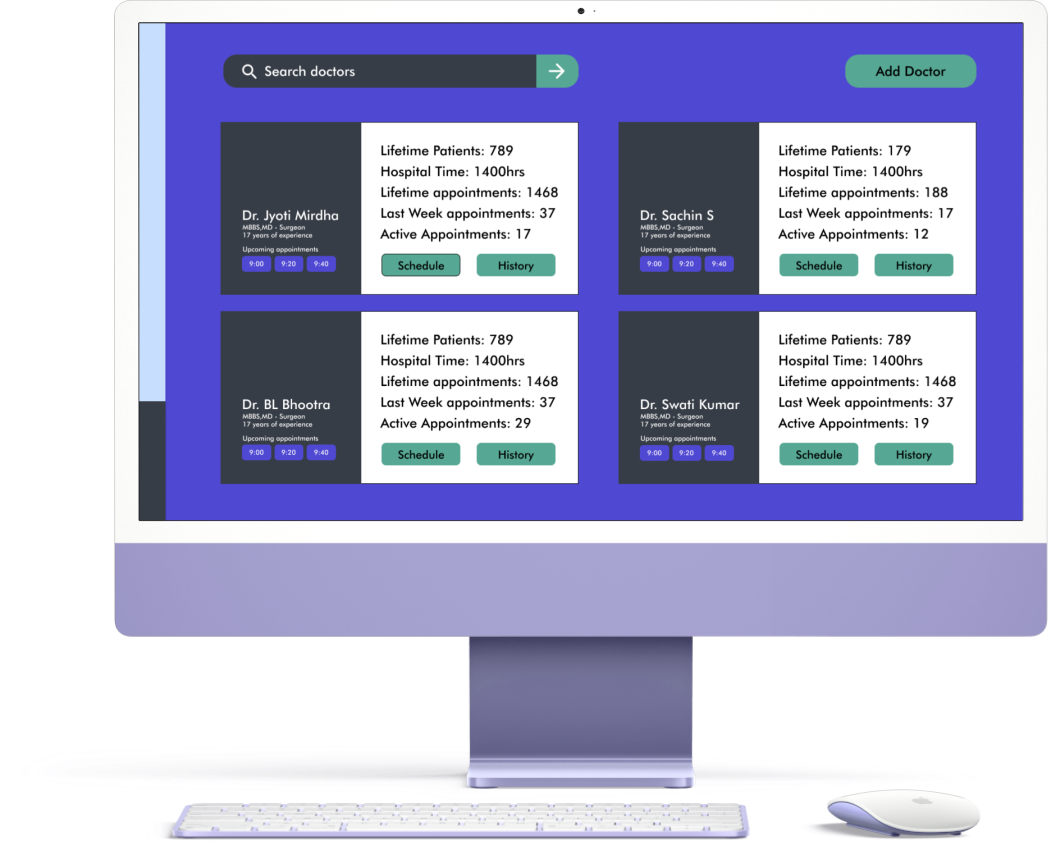 Search doctors
Add Doctor
Dr. Jyoti Mirdha
MBBS,MD - Surgeon
17 years of experience
Upcoming appointments
9:00 9:20 9:40
Lifetime Patients: 789
Hospital Time: 1400hrs
Lifetime appointments: 1468
Last Week appointments: 37
Active Appointments: 17
Schedule History
Dr. Sachin S
MBBS,MD - Surgeon
17 years of experience
Upcoming appointments
9:00 9:20 9:40
Lifetime Patients: 179
Hospital Time: 1400hrs
Lifetime appointments: 188
Last Week appointments: 17
Active Appointments: 12
Schedule History
Dr. BL Bhootra
MBBS,MD - Surgeon
17 years of experience
Upcoming appointments
9:00 9:20 9:40
Lifetime Patients: 789
Hospital Time: 1400hrs
Lifetime appointments: 1468
Last Week appointments: 37
Active Appointments: 29
Schedule History
Dr. Swati Kumar
MBBS,MD - Surgeon
17 years of experience
Upcoming appointments
9:00 9:20 9:40
Lifetime Patients: 789
Hospital Time: 1400hrs
Lifetime appointments: 1468
Last Week appointments: 37
Active Appointments: 19
Schedule History